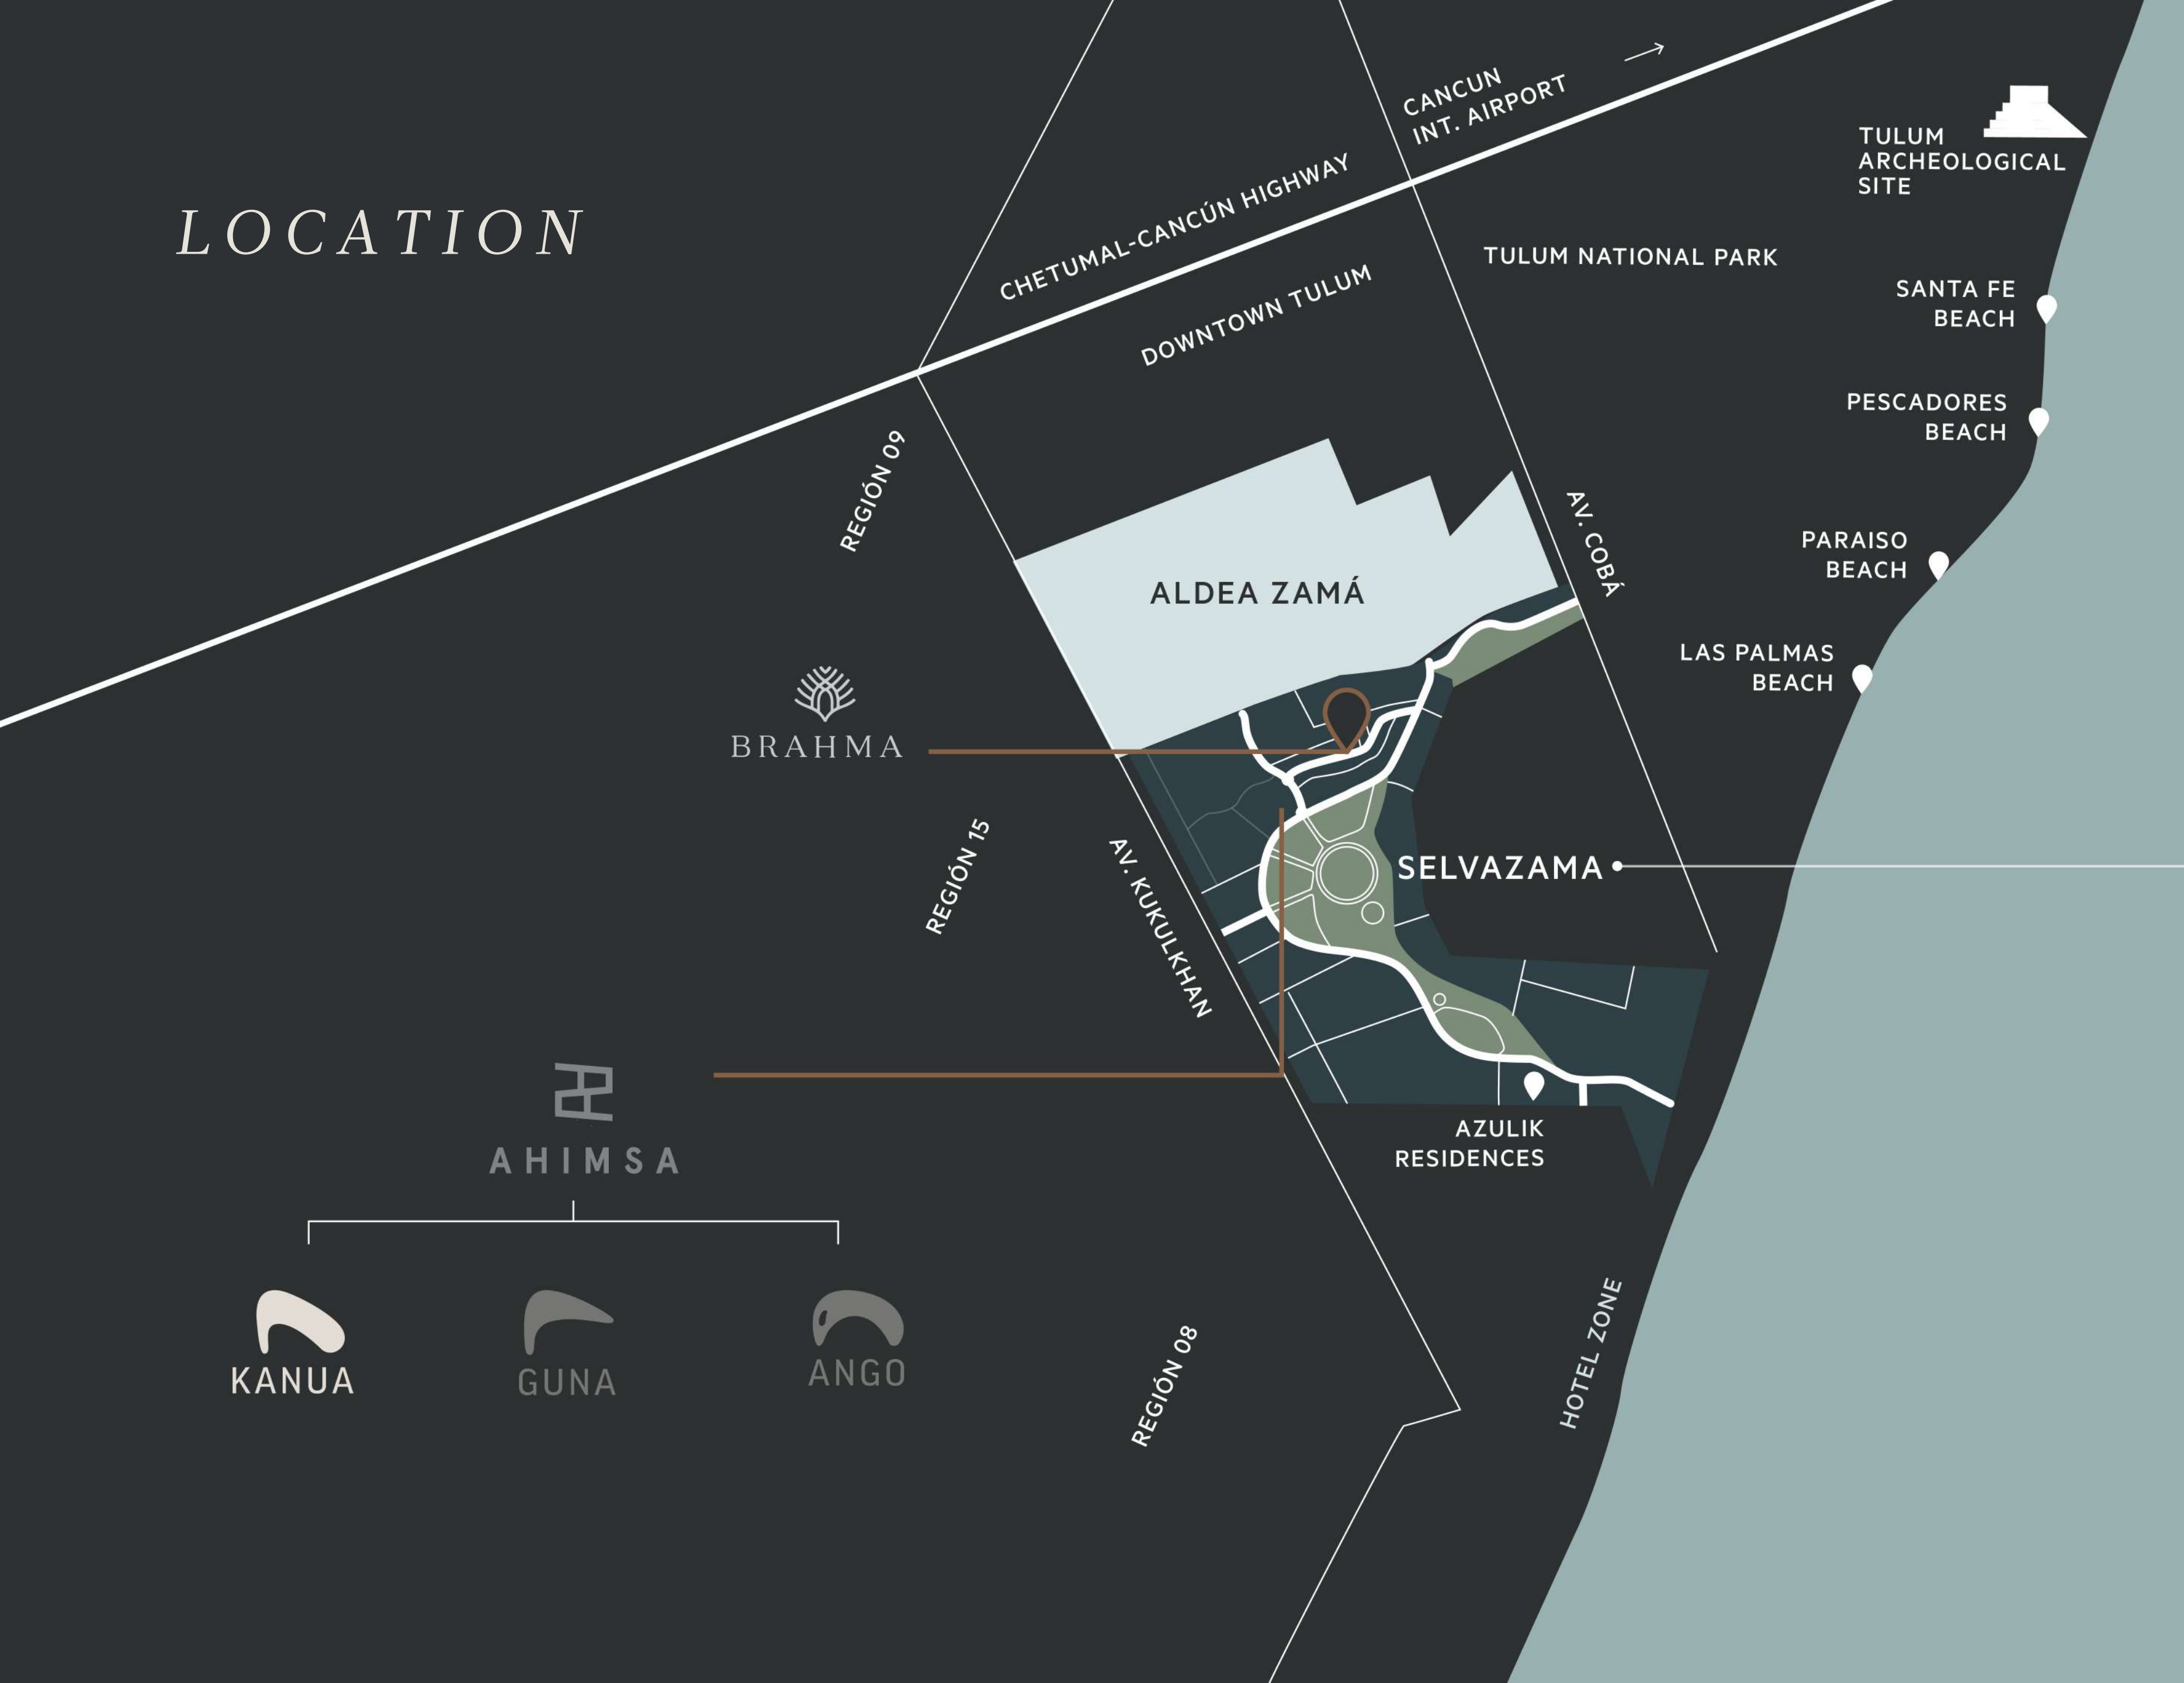 LOCATION
CANCUN
INT. AIRPORT
CHETUMAL-CANCÚN HIGHWAY
DOWNTOWN TULUM
TULUM
ARCHEOLOGICAL
SITE
TULUM NATIONAL PARK
SANTA FE
BEACH
PESCADORES
BEACH
REGIÓN 09
AV. COBÁ
PARAISO
BEACH
ALDEA ZAMÁ
LAS PALMAS
BEACH
BRAHMA
REGIÓN 15
AV. KUKULKHAN
SELVAZAMA
AHIMSA
AZULIK
RESIDENCES
KANUA
GUNA
ANGO
REGIÓN 08
HOTEL ZONE